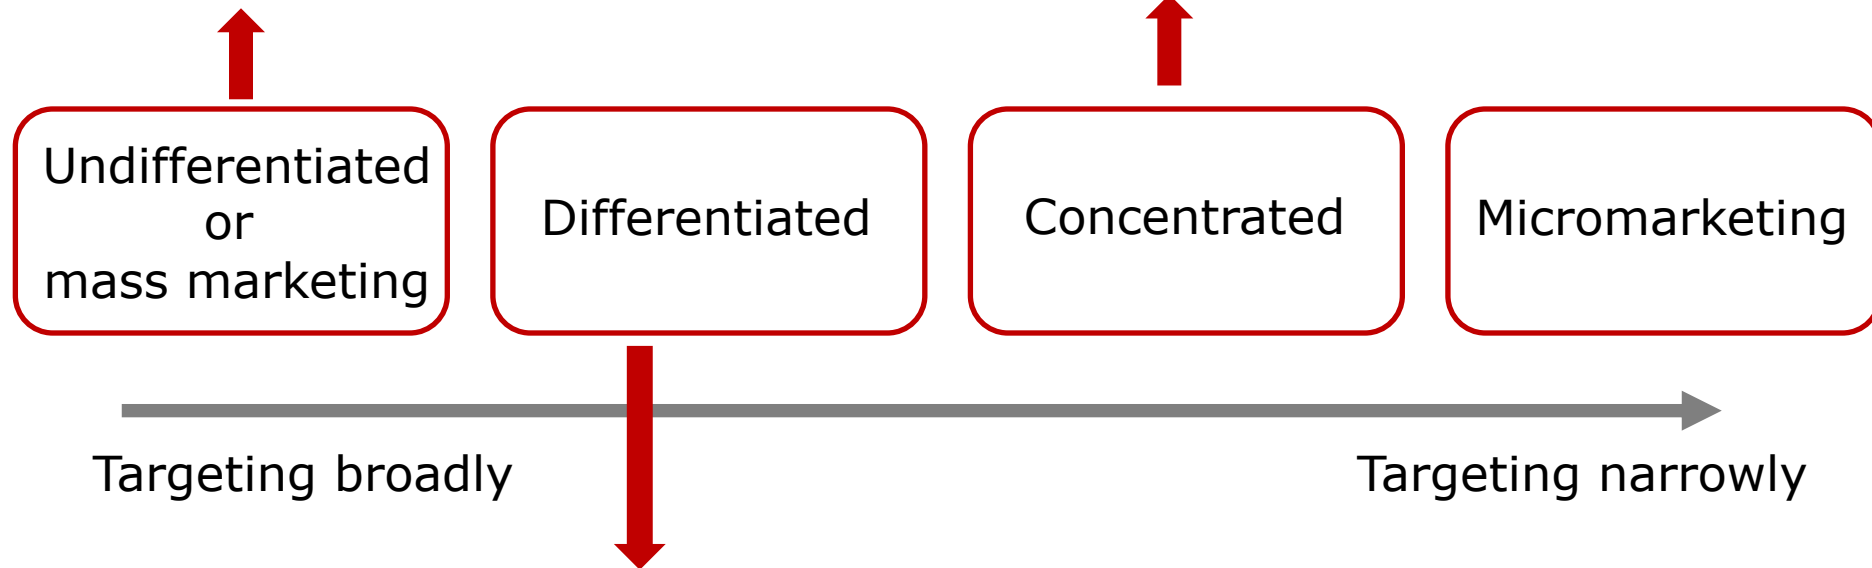 Undifferentiated
or
mass marketing
Differentiated
Concentrated
Micromarketing
Targeting broadly
Targeting narrowly